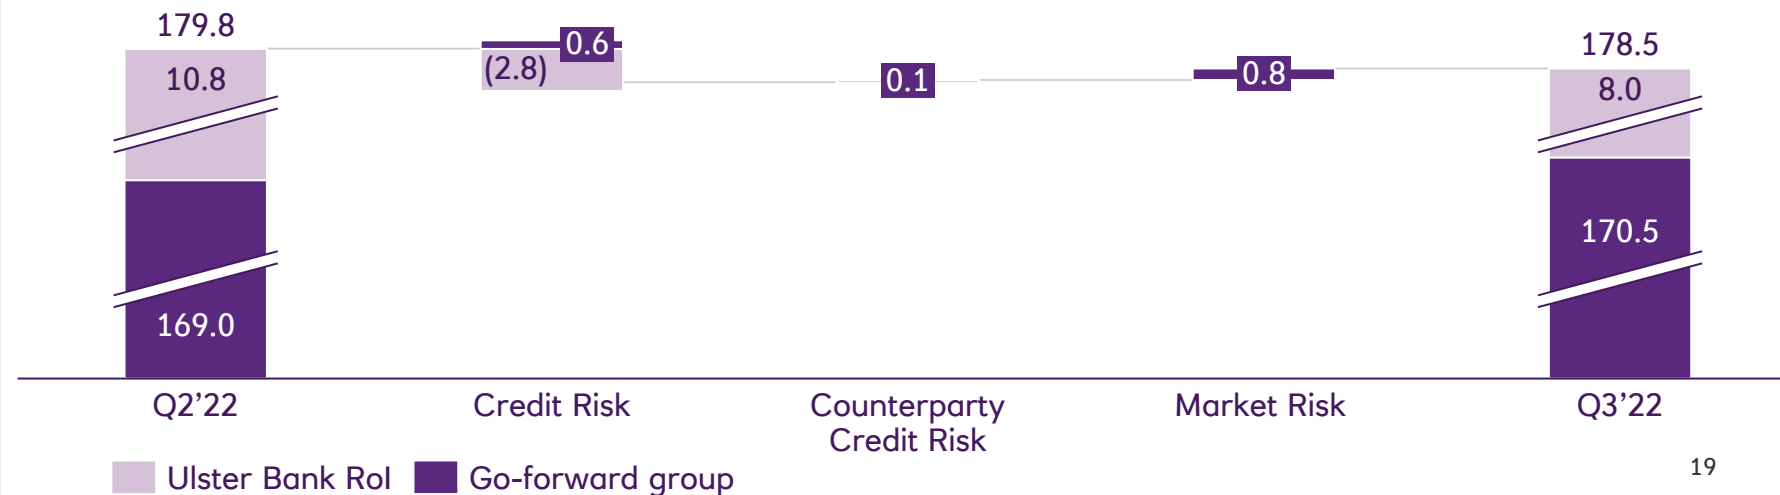 179.8
10.8
169.0
0.6
(2.8)
0.1
0.8
178.5
8.0
170.5
Q2’22
Credit Risk
Counterparty
Credit Risk
Market Risk
Q3’22
Ulster Bank RoI
Go-forward group
19